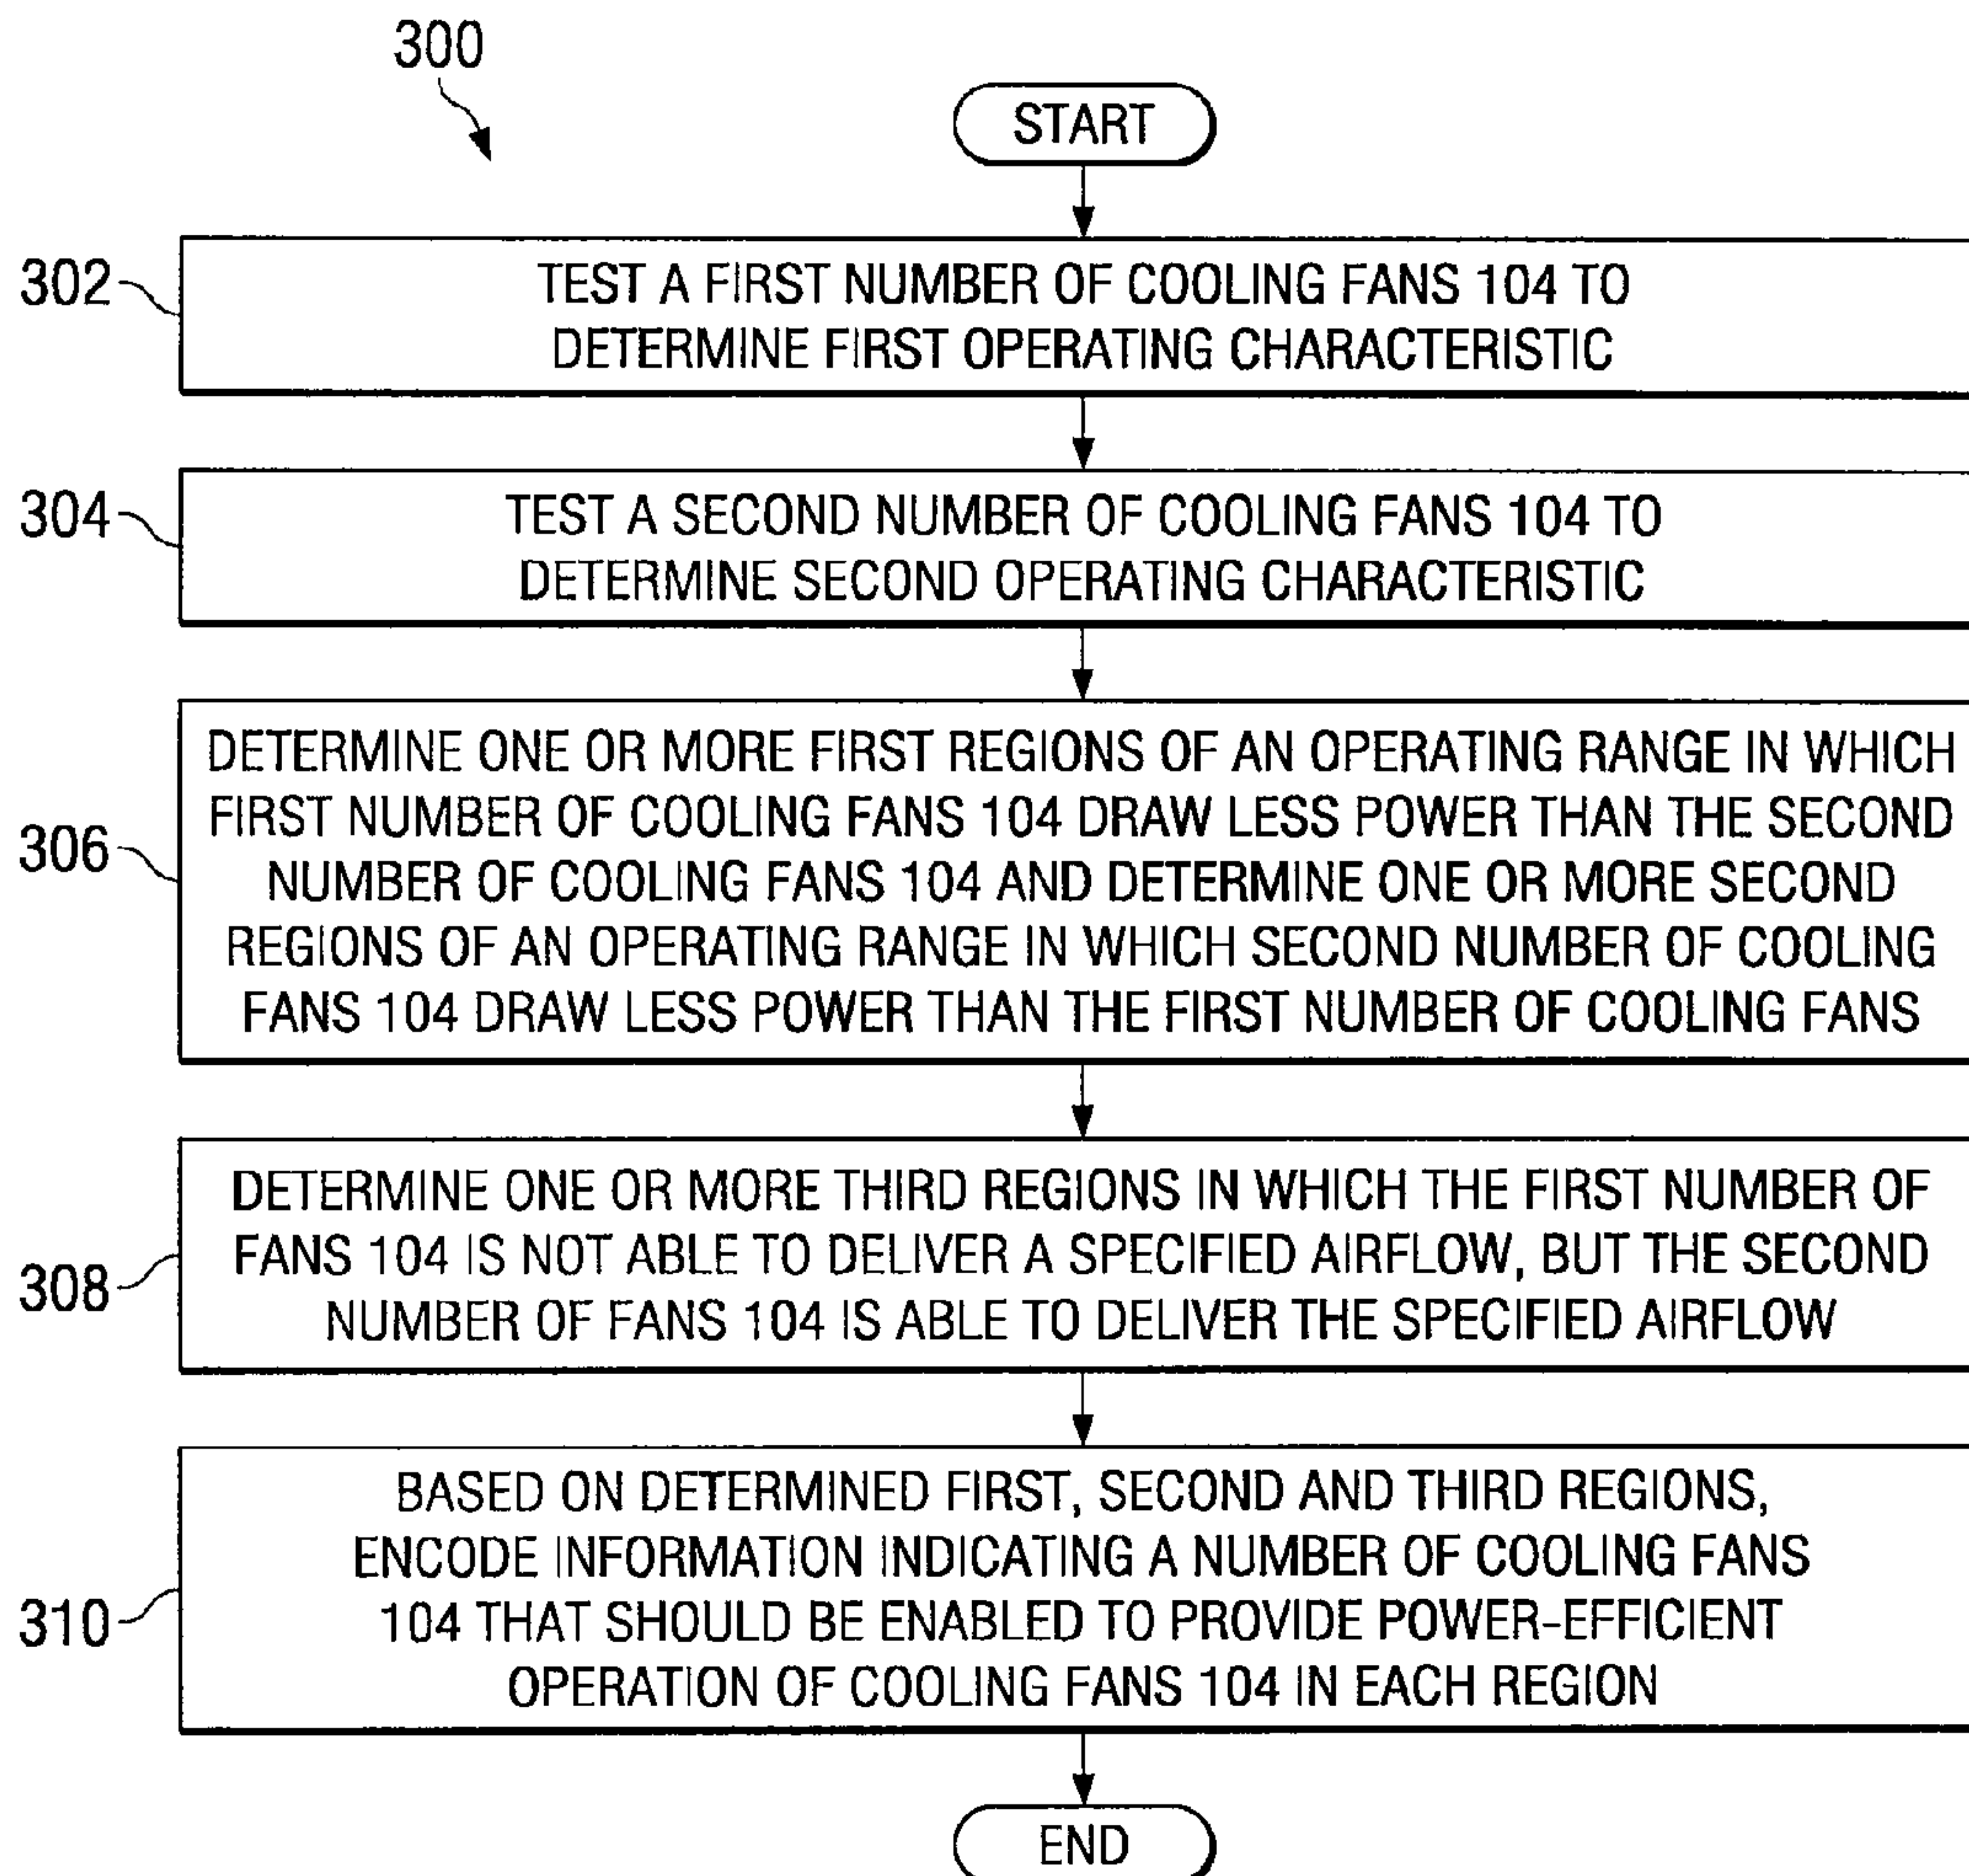 300
START
302
TEST A FIRST NUMBER OF COOLING FANS 104 TO
DETERMINE FIRST OPERATING CHARACTERISTIC
304
TEST A SECOND NUMBER OF COOLING FANS 104 TO
DETERMINE SECOND OPERATING CHARACTERISTIC
306
DETERMINE ONE OR MORE FIRST REGIONS OF AN OPERATING RANGE IN WHICH
FIRST NUMBER OF COOLING FANS 104 DRAW LESS POWER THAN THE SECOND
NUMBER OF COOLING FANS 104 AND DETERMINE ONE OR MORE SECOND
REGIONS OF AN OPERATING RANGE IN WHICH SECOND NUMBER OF COOLING
FANS 104 DRAW LESS POWER THAN THE FIRST NUMBER OF COOLING FANS
308
DETERMINE ONE OR MORE THIRD REGIONS IN WHICH THE FIRST NUMBER OF
FANS 104 IS NOT ABLE TO DELIVER A SPECIFIED AIRFLOW, BUT THE SECOND
NUMBER OF FANS 104 IS ABLE TO DELIVER THE SPECIFIED AIRFLOW
310
BASED ON DETERMINED FIRST, SECOND AND THIRD REGIONS,
ENCODE INFORMATION INDICATING A NUMBER OF COOLING FANS
104 THAT SHOULD BE ENABLED TO PROVIDE POWER-EFFICIENT
OPERATION OF COOLING FANS 104 IN EACH REGION
END